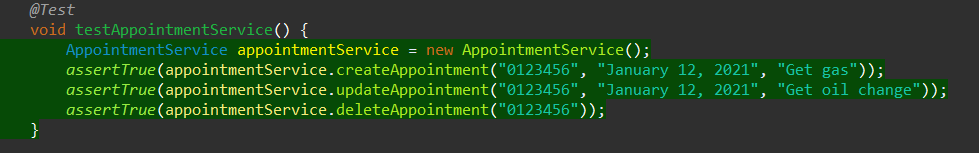 @Test
void testAppointmentService() {
AppointmentService appointmentService = new AppointmentService();
assertTrue(appointmentService.createAppointment("0123456", "January 12, 2021", "Get gas"));
assertTrue(appointmentService.updateAppointment("0123456", "January 12, 2021", "Get oil change"));
assertTrue(appointmentService.deleteAppointment("0123456"));
}